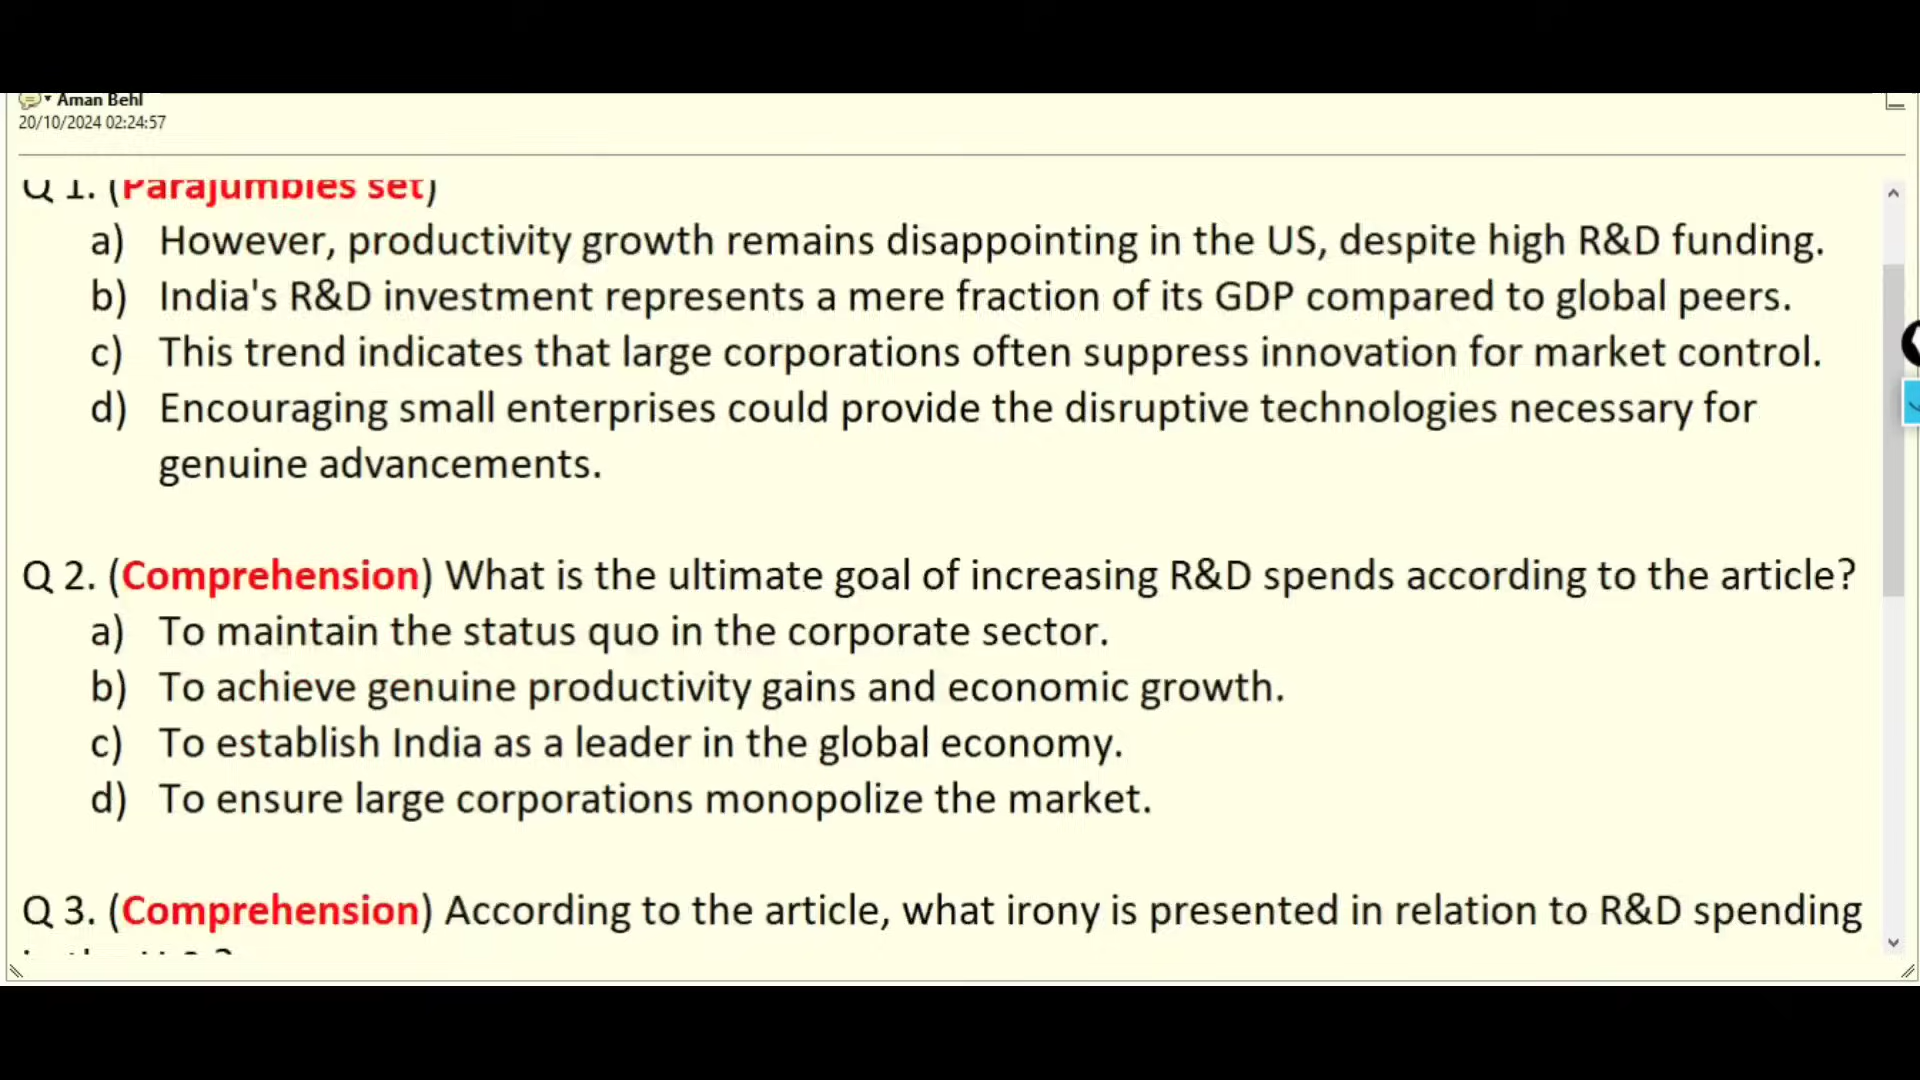 Aman Behl
20/10/2024 02:24:57
Q 1. (Parajumbles set)
a) However, productivity growth remains disappointing in the US, despite high R&D funding.
b) India's R&D investment represents a mere fraction of its GDP compared to global peers.
c) This trend indicates that large corporations often suppress innovation for market control.
d) Encouraging small enterprises could provide the disruptive technologies necessary for
genuine advancements.
Q 2. (Comprehension) What is the ultimate goal of increasing R&D spends according to the article?
a) To maintain the status quo in the corporate sector.
b) To achieve genuine productivity gains and economic growth.
c) To establish India as a leader in the global economy.
d) To ensure large corporations monopolize the market.
Q 3. (Comprehension) According to the article, what irony is presented in relation to R&D spending